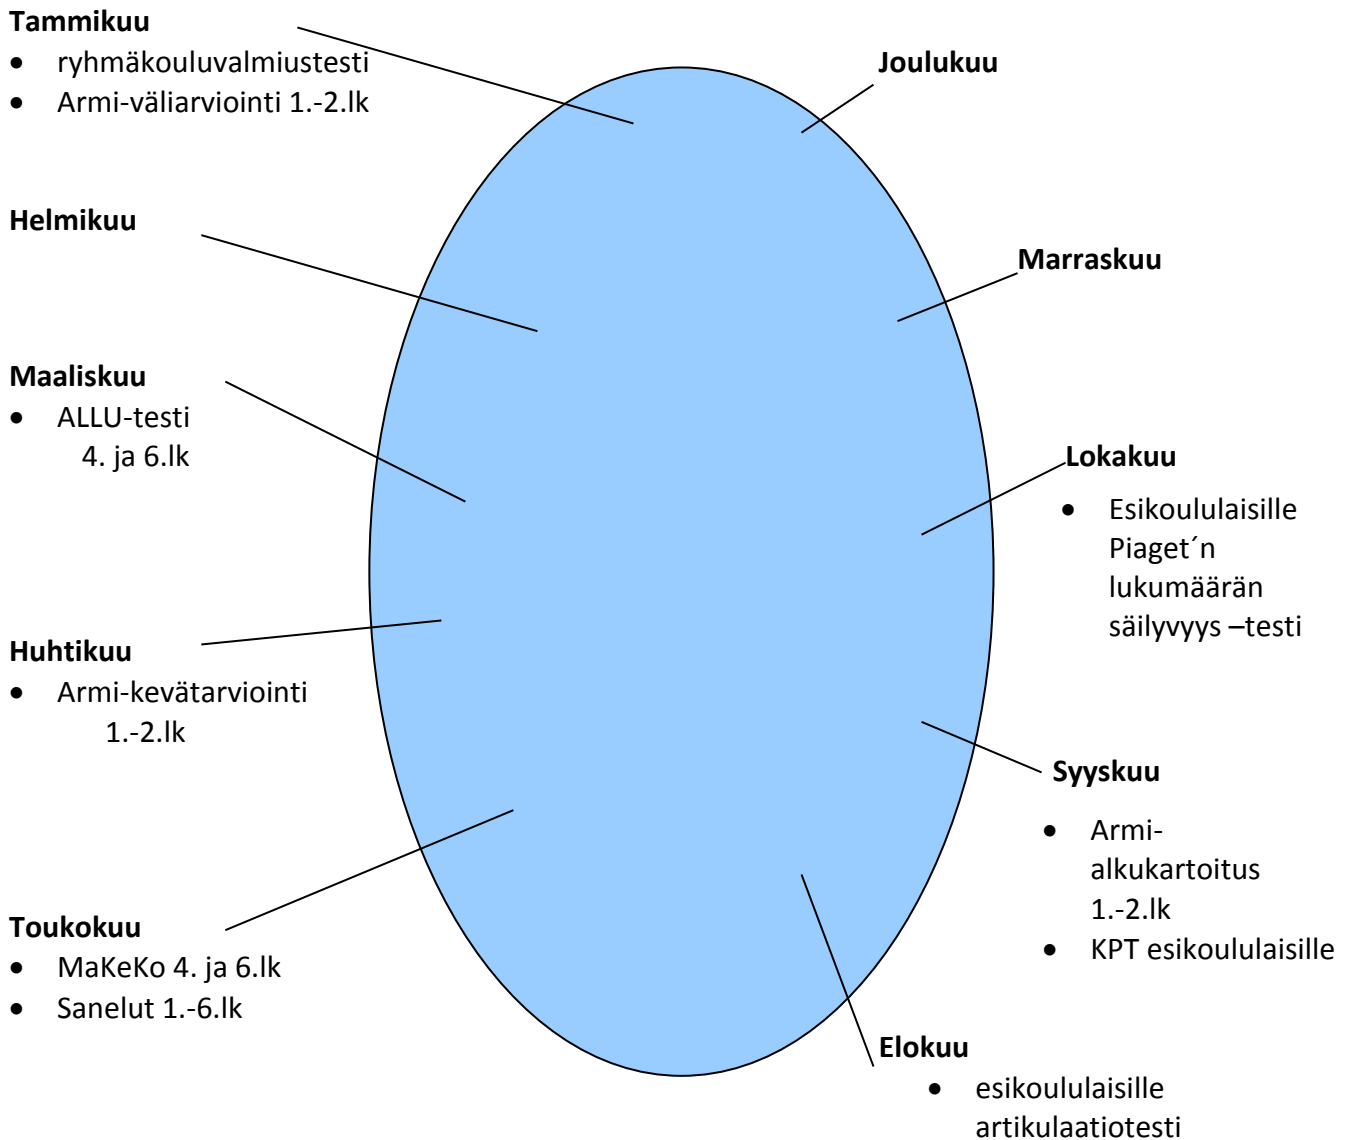 Tammikuu
• ryhmäkouluvalmiustesti
• Armi-väliarviointi 1.-2.lk
Helmikuu
Maaliskuu
• ALLU-testi
4. ja 6.lk
Huhtikuu
• Armi-kevätarviointi
1.-2.lk
Toukokuu
• MaKeKo 4. ja 6.lk
• Sanelut 1.-6.lk
Joulukuu
Marraskuu
Lokakuu
• Esikoululaisille
Piaget´n
lukumäärän
säilyvyys –testi
Syyskuu
• Armi-
alkukartoitus
1.-2.lk
• KPT esikoululaisille
Elokuu
• esikoululaisille
artikulaatiotesti